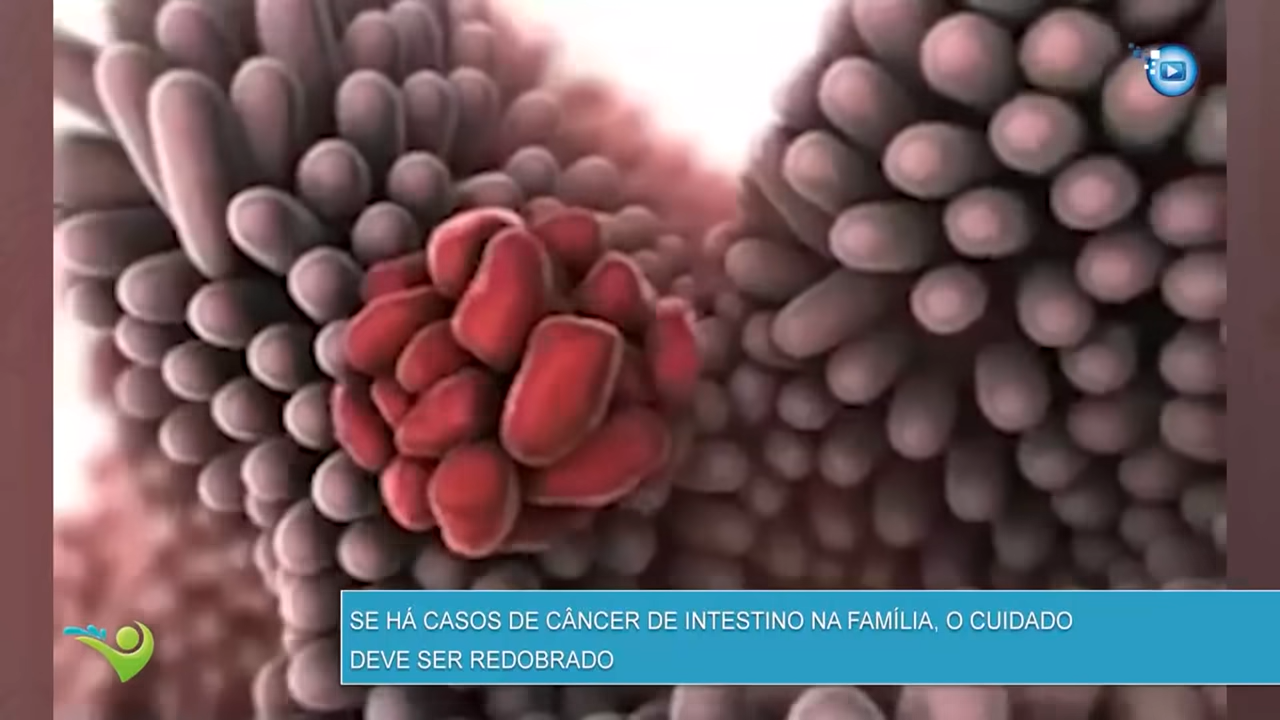 SE HÁ CASOS DE CÂNCER DE INTESTINO NA FAMÍLIA, O CUIDADO
DEVE SER REDOBRADO